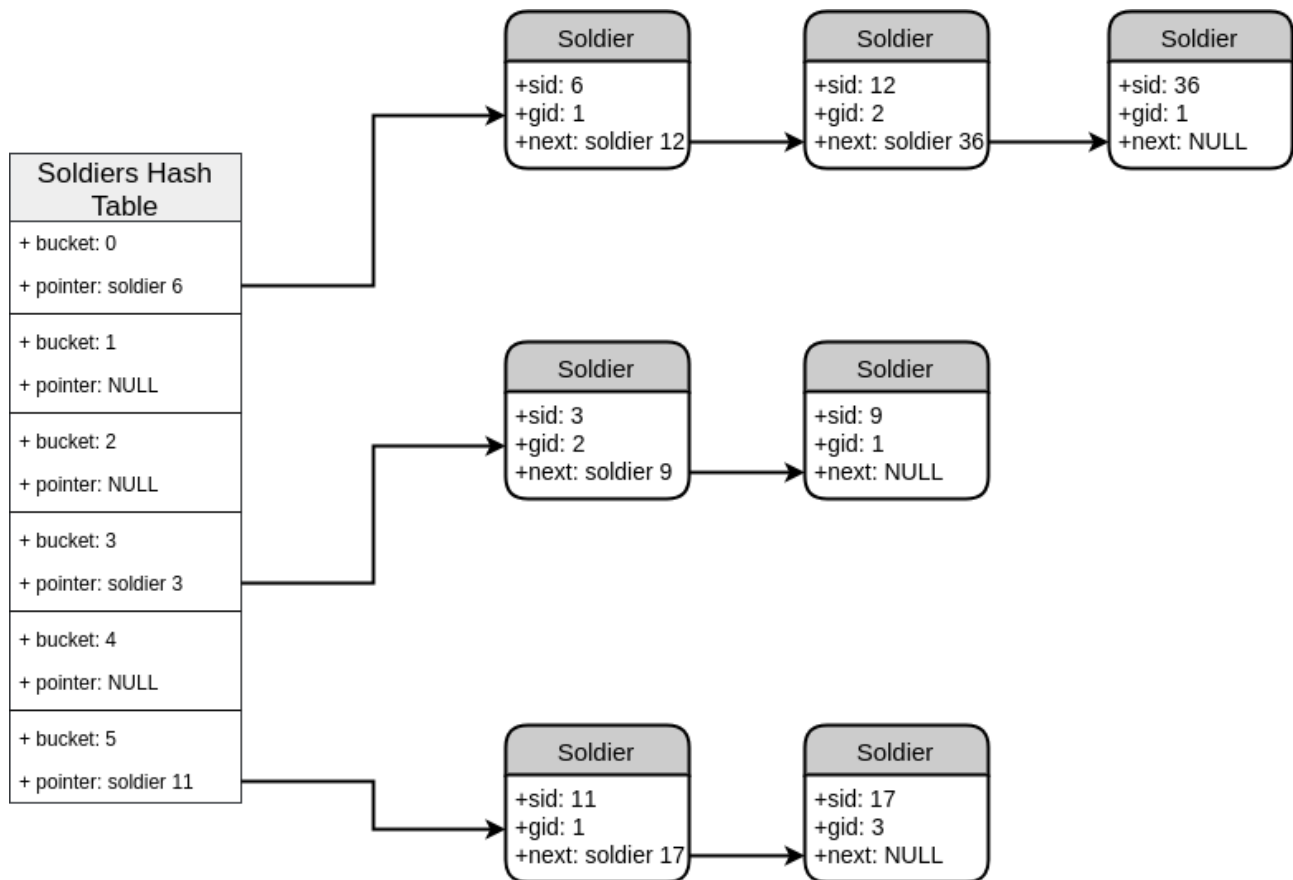 Soldiers Hash
Table
+ bucket: 0
+ pointer: soldier 6
+ bucket: 1
+ pointer: NULL
+ bucket: 2
+ pointer: NULL
+ bucket: 3
+ pointer: soldier 3
+ bucket: 4
+ pointer: NULL
+ bucket: 5
+ pointer: soldier 11
Soldier
+sid: 6
+gid: 1
+next: soldier 12
Soldier
+sid: 12
+gid: 2
+next: soldier 36
Soldier
+sid: 36
+gid: 1
+next: NULL
Soldier
+sid: 3
+gid: 2
+next: soldier 9
Soldier
+sid: 9
+gid: 1
+next: NULL
Soldier
+sid: 11
+gid: 1
+next: soldier 17
Soldier
+sid: 17
+gid: 3
+next: NULL